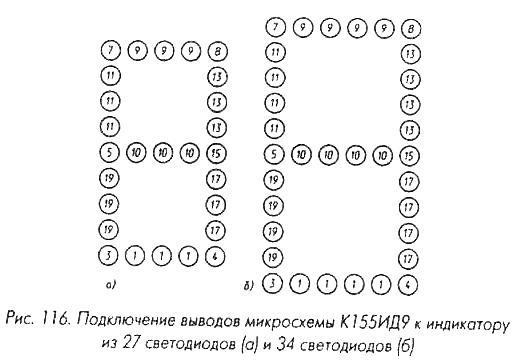 7 9 9 9 8
11 13
11 13
11 13
5 10 10 10 15
19 17
19 17
19 17
3 1 1 1 4
а)
7 9 9 9 9 8
11 13
11 13
11 13
11 13
5 10 10 10 10 15
19 17
19 17
19 17
19 17
б) 3 1 1 1 1 4
Рис. 116. Подключение выводов микросхемы К155ИД9 к индикатору
из 27 светодиодов (а) и 34 светодиодов (б)